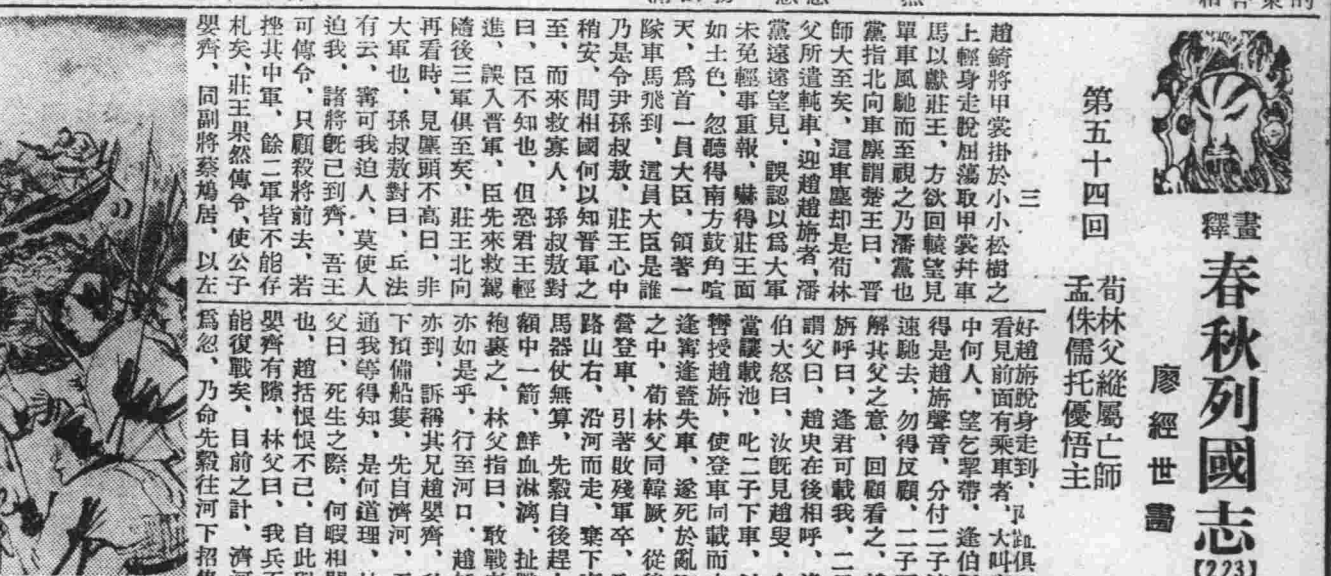 畫釋
春秋列國志
【223】
廖經世畫
第五十四回
荀林父縱屬亡師
孟侏儒托優悟主
三
趙錡將甲裳掛於小小松樹之
上輕身走脫屈蕩取甲裳幷車
馬以獻莊王、方欲回轅望見
單車風馳而至視之乃潘黨也
黨指北向車塵謂楚王曰、晉
師大至矣、這車塵却是荀林
父所遣軘車、迎趙趙旃者、潘
黨遠遠望見、誤認以爲大軍
未免輕事重報、嚇得莊王面
如土色、忽聽得南方鼓角喧
天、爲首一員大臣、領著一
隊車馬飛到、這員大臣是誰
乃是令尹孫叔敖、莊王心中
稍安、問相國何以知晉軍之
至、而來救寡人、孫叔敖對
曰、臣不知也、但恐君王輕
進、誤入晉軍、臣先來救駕
隨後三軍俱至矣、莊王北向
再看時、見塵頭不高曰、非
大軍也、孫叔敖對曰、兵法
有云、寗可我迫人、莫使人
迫我、諸將旣已到齊、吾王
可傳令、只顧殺將前去、若
挫其中軍、餘二軍皆不能存
札矣、莊王果然傳令、使公子
嬰齊、同副將蔡鳩居、以左
好趙旃脫身走到、
看見前面有乘車者、大叫
中何人、望乞挈帶、逢伯
得是趙旃聲音、分付二子
速馳去、勿得反顧、二子
解其父之意、回顧看之、
旃呼曰、逢君可載我、二
謂父曰、趙叟在後相呼、
伯大怒曰、汝旣見趙叟、
當讓載也、叱二子下車、
轡授趙旃、使登車同載而
逢寗逢蓋失車、遂死於亂
之中、荀林父同韓厥、從
營登車、引著敗殘軍卒、
路山右、沿河而走、棄下
馬器仗無算、先縠自後趕
額中一箭、鮮血淋漓、扯
袍裹之、林父指曰、敢戰
亦如是乎、行至河口、趙
亦到、訴稱其兄趙嬰齊、
下預備船隻、先自濟河、
通我等得知、是何道理、
父曰、死生之際、何暇相
也、趙括恨恨不已、自此
嬰齊有隙、林父曰、我兵
能復戰矣、目前之計、濟
爲忽、乃命先縠往河下招